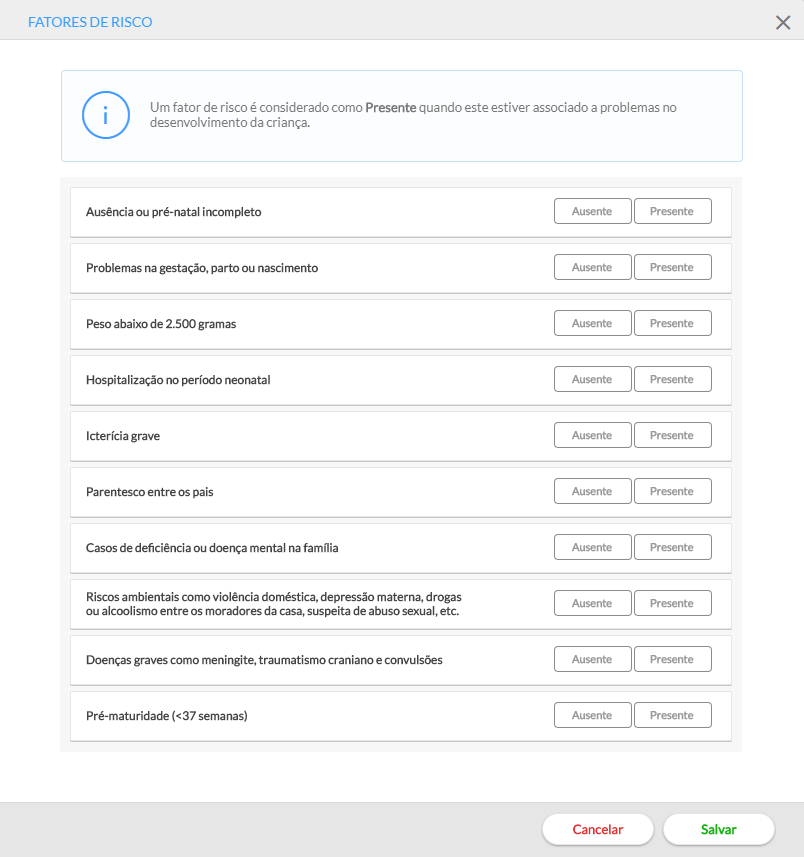 FATORES DE RISCO
Um fator de risco é considerado como Presente quando este estiver associado a problemas no
desenvolvimento da criança.
Ausência ou pré-natal incompleto Ausente Presente
Problemas na gestação, parto ou nascimento Ausente Presente
Peso abaixo de 2.500 gramas Ausente Presente
Hospitalização no período neonatal Ausente Presente
Icterícia grave Ausente Presente
Parentesco entre os pais Ausente Presente
Casos de deficiência ou doença mental na família Ausente Presente
Riscos ambientais como violência doméstica, depressão materna, drogas
ou alcoolismo entre os moradores da casa, suspeita de abuso sexual, etc. Ausente Presente
Doenças graves como meningite, traumatismo craniano e convulsões Ausente Presente
Pré-maturidade (<37 semanas) Ausente Presente
Cancelar Salvar